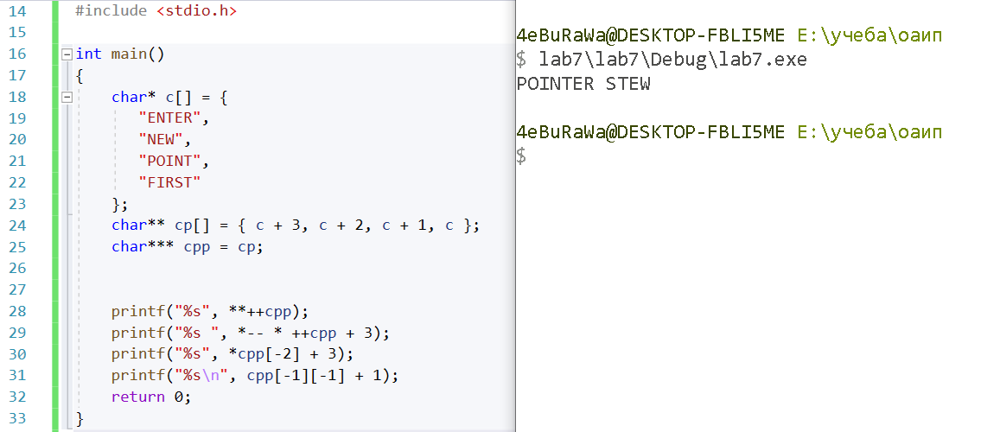 14 #include <stdio.h>
15
16 int main()
17 {
18 char* c[] = {
19 "ENTER",
20 "NEW",
21 "POINT",
22 "FIRST"
23 };
24 char** cp[] = { c + 3, c + 2, c + 1, c };
25 char*** cpp = cp;
26
27
28 printf("%s", **++cpp);
29 printf("%s ", *-- * ++cpp + 3);
30 printf("%s", *cpp[-2] + 3);
31 printf("%s\n", cpp[-1][-1] + 1);
32 return 0;
33 }
4eBuRaWa@DESKTOP-FBLI5ME E:\учеба\оаип
$ lab7\lab7\Debug\lab7.exe
POINTER STEW
4eBuRaWa@DESKTOP-FBLI5ME E:\учеба\оаип
$